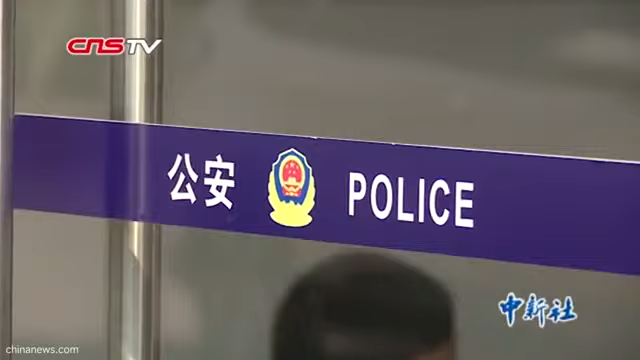 CNSTV
公安 POLICE
中新社
chinanews.com